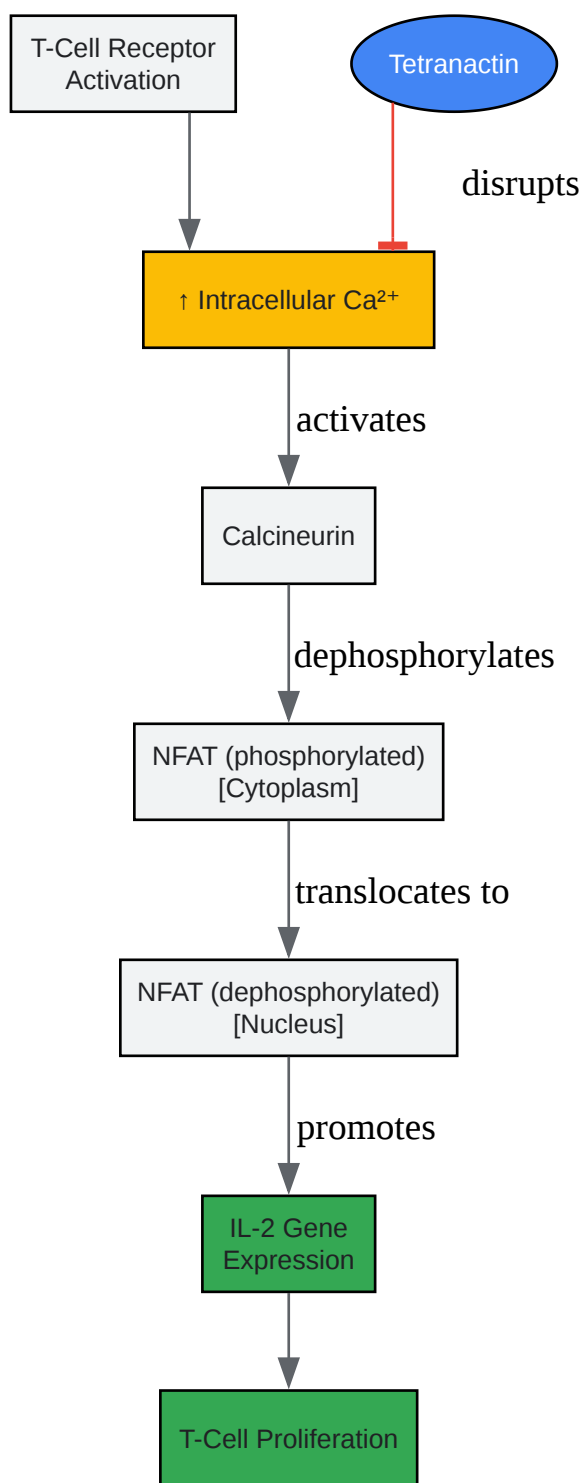 T-Cell Receptor
Activation
Tetranactin
disrupts
↑ Intracellular Ca²⁺
activates
Calcineurin
dephosphorylates
NFAT (phosphorylated)
[Cytoplasm]
translocates to
NFAT (dephosphorylated)
[Nucleus]
promotes
IL-2 Gene
Expression
T-Cell Proliferation